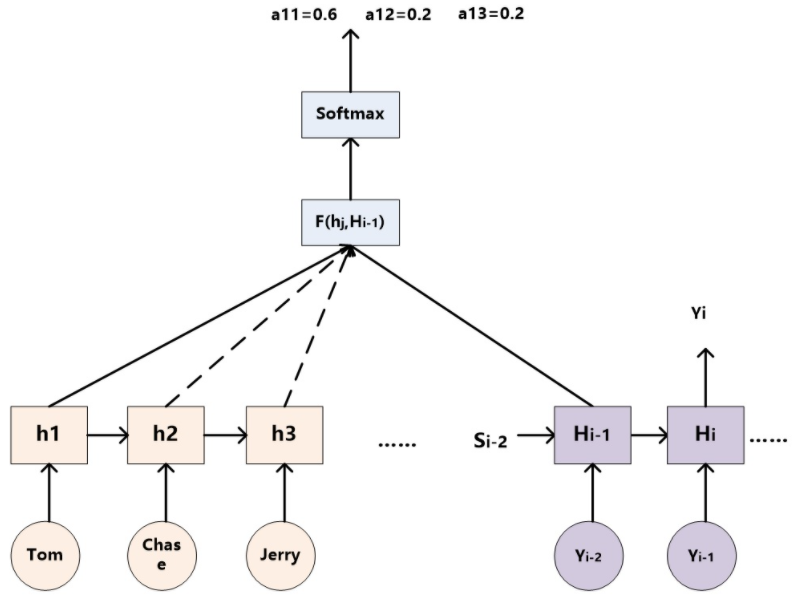 a11=0.6 a12=0.2 a13=0.2
Softmax
F(hj,Hi-1)
Yi
h1 h2 h3 ...... Si-2 Hi-1 Hi ......
Tom Chas
e Jerry Yi-2 Yi-1